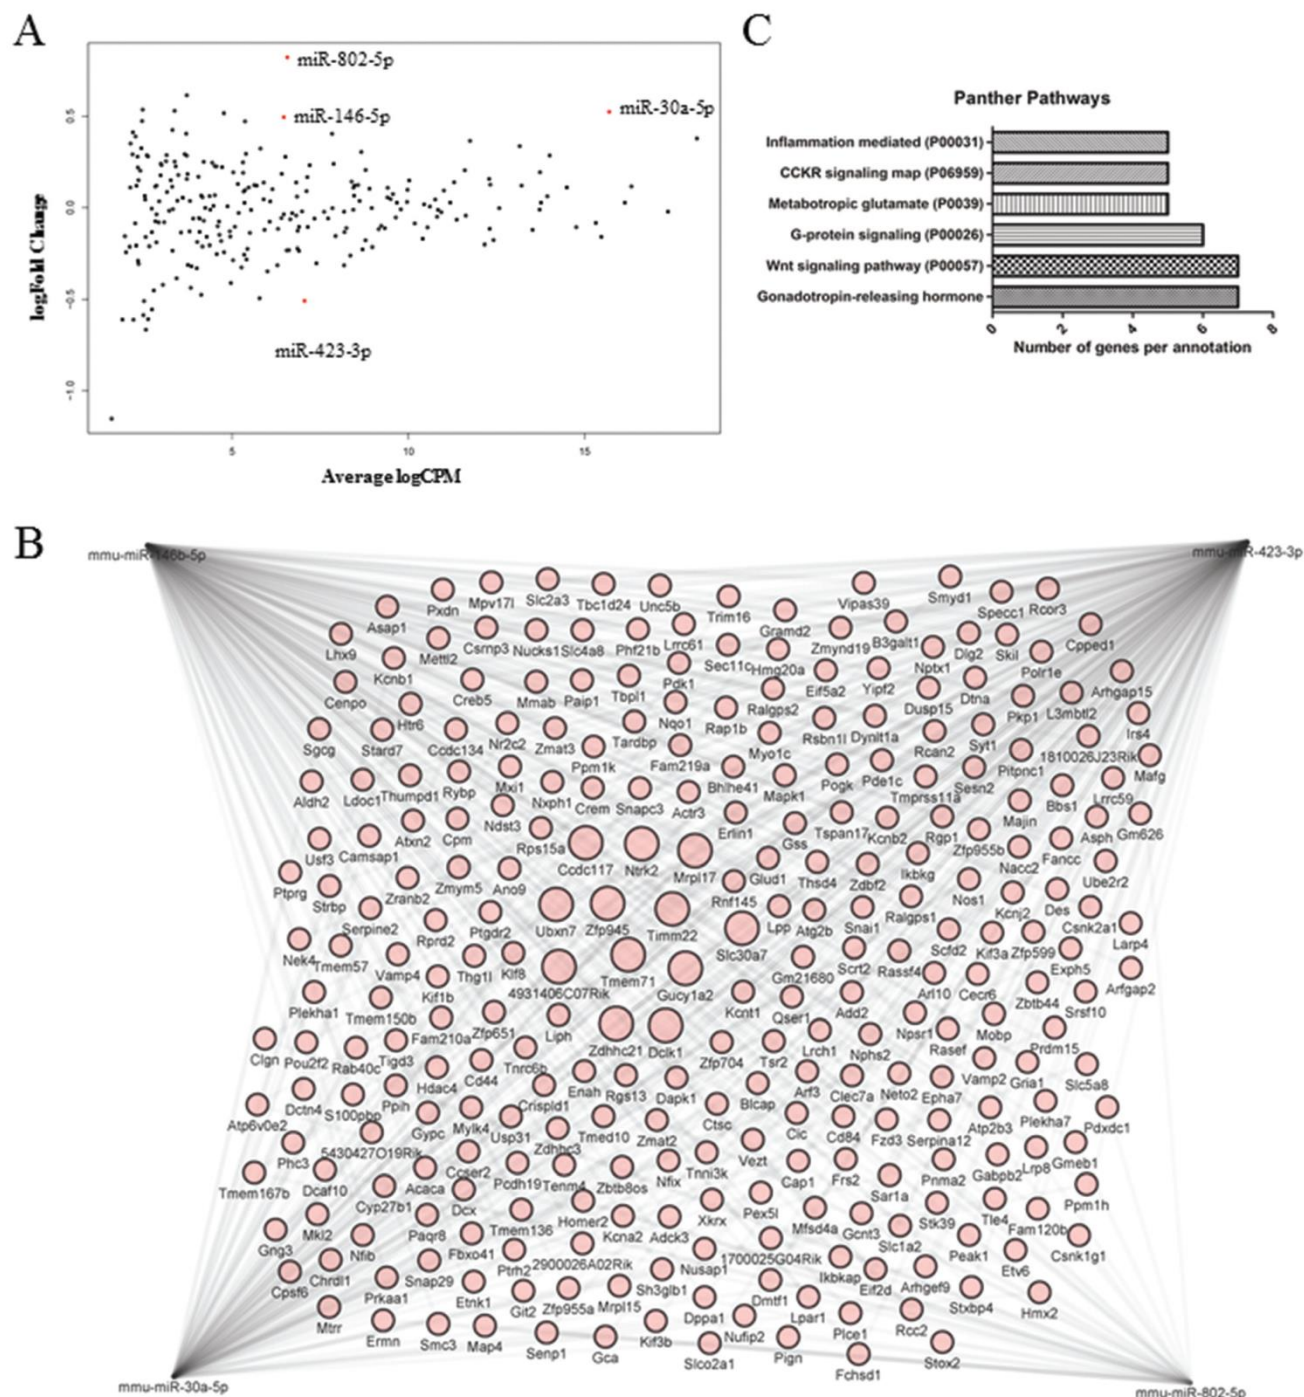 A
miR-802-5p
miR-146-5p
miR-30a-5p
miR-423-3p
logFold Change
0.5
0.0
−0.5
−1.0
5 10 15
Average logCPM
C
Panther Pathways
Inflammation mediated (P00031)
CCKR signaling map (P06959)
Metabotropic glutamate (P0039)
G-protein signaling (P00026)
Wnt signaling pathway (P00057)
Gonadotropin-releasing hormone
0 2 4 6 8
Number of genes per annotation
B
mmu-miR-146b-5p
mmu-miR-423-3p
Pxdn Mpv17l Slc2a3 Tbc1d24 Unc5b Trim16 Vipas39 Smyd1 Specc1 Rcor3
Asap1 Gramd2 Cpped1
Lhx9 Mettl2 Csrnp3 Nucks1 Slc4a8 Phf21b Lrrc61 Sec11c Hmg20a Zmynd19 B3galt1 Nptx1 Dlg2 Skil Polr1e
Kcnb1 Creb5 Mmab Paip1 Tbpl1 Pdk1 Ralgps2 Eif5a2 Yipf2 Dusp15 Dtna Pkp1 L3mbtl2 Arhgap15
Cenpo Htr6 Nqo1 Rap1b Irs4
Sgcg Stard7 Ccdc134 Nr2c2 Zmat3 Tardbp Myo1c Rsbn1l Dynlt1a Rcan2 Syt1 Pitpnc1 1810026J23Rik Mafg
Ppm1k Fam219a Bhlhe41 Mapk1 Pogk Pde1c Tmprss11a Sesn2
Aldh2 Ldoc1 Thumpd1 Rybp Mxi1 Nxph1 Crem Snapc3 Actr3 Bbs1 Lrrc59
Atxn2 Cpm Ndst3 Erlin1 Majin Asph Gm626
Usf3 Camsap1 Rps15a Gss Tspan17 Kcnb2 Rgp1 Zfp955b Nacc2 Fancc
Ptprg Zranb2 Zmym5 Ano9 Ccdc117 Ntrk2 Mrpl17 Glud1 Thsd4 Zdbf2 Ikbkg Ube2r2
Strbp Serpine2 Rprd2 Ptgdr2 Rnf145 Lpp Atg2b Snai1 Ralgps1 Nos1 Kcnj2 Des Csnk2a1
Ubxn7 Zfp945 Timm22 Slc30a7 Larp4
Nek4 Tmem57 Vamp4 Thg1l Klf8 Scrt2 Rassf4 Scfd2 Kif3a Zfp599 Exph5
Kif1b 4931406C07Rik Tmem71 Gucy1a2 Gm21680 Arl10 Cecr6 Zbtb44 Srsf10 Arfgap2
Plekha1 Tmem150b Fam210a Zfp651 Liph Kcnt1 Qser1 Add2 Npsr1 Mobp
Clgn Pou2f2 Rab40c Tigd3 Tnrc6b Zdhhc21 Dclk1 Zfp704 Tsr2 Lrch1 Nphs2 Rasef Prdm15
Hdac4 Cd44 Enah Rgs13 Dapk1 Blcap Arf3 Clec7a Neto2 Epha7 Vamp2 Gria1 Slc5a8
Atp6v0e2 Dctn4 S100pbp Ppih Crispld1 Ctsc Plekha7
Gypc Mylk4 Usp31 Zdhhc3 Tmed10 Zmat2 Cic Cd84 Fzd3 Serpina12 Atp2b3 Pdxdc1
Phc3 5430427O19Rik Ccser2 Vezt Gmeb1
Tmem167b Dcaf10 Acaca Pcdh19 Tenm4 Zbtb8os Nfix Tnni3k Cap1 Frs2 Pnma2 Gabpb2 Lrp8
Cyp27b1 Dcx Xkrx Pex5l Sar1a Ppm1h
Gng3 Mkl2 Paqr8 Tmem136 Homer2 Kcna2 Adck3 Mfsd4a Gcnt3 Stk39 Tle4 Fam120b
Nfib Fbxo41 Ptrh2 2900026A02Rik Nusap1 1700025G04Rik Slc1a2 Peak1 Etv6 Csnk1g1
Cpsf6 Chrdl1 Snap29 Sh3glb1 Ikbkap Eif2d Arhgef9
Prkaa1 Etnk1 Git2 Zfp955a Mrpl15 Dppa1 Dmtf1 Lpar1 Stxbp4 Hmx2
Mtrr Ermn Smc3 Map4 Senp1 Gca Kif3b Nufip2 Plce1 Rcc2
Slco2a1 Pign Fchsd1 Stox2
mmu-miR-30a-5p
mmu-miR-802-5p